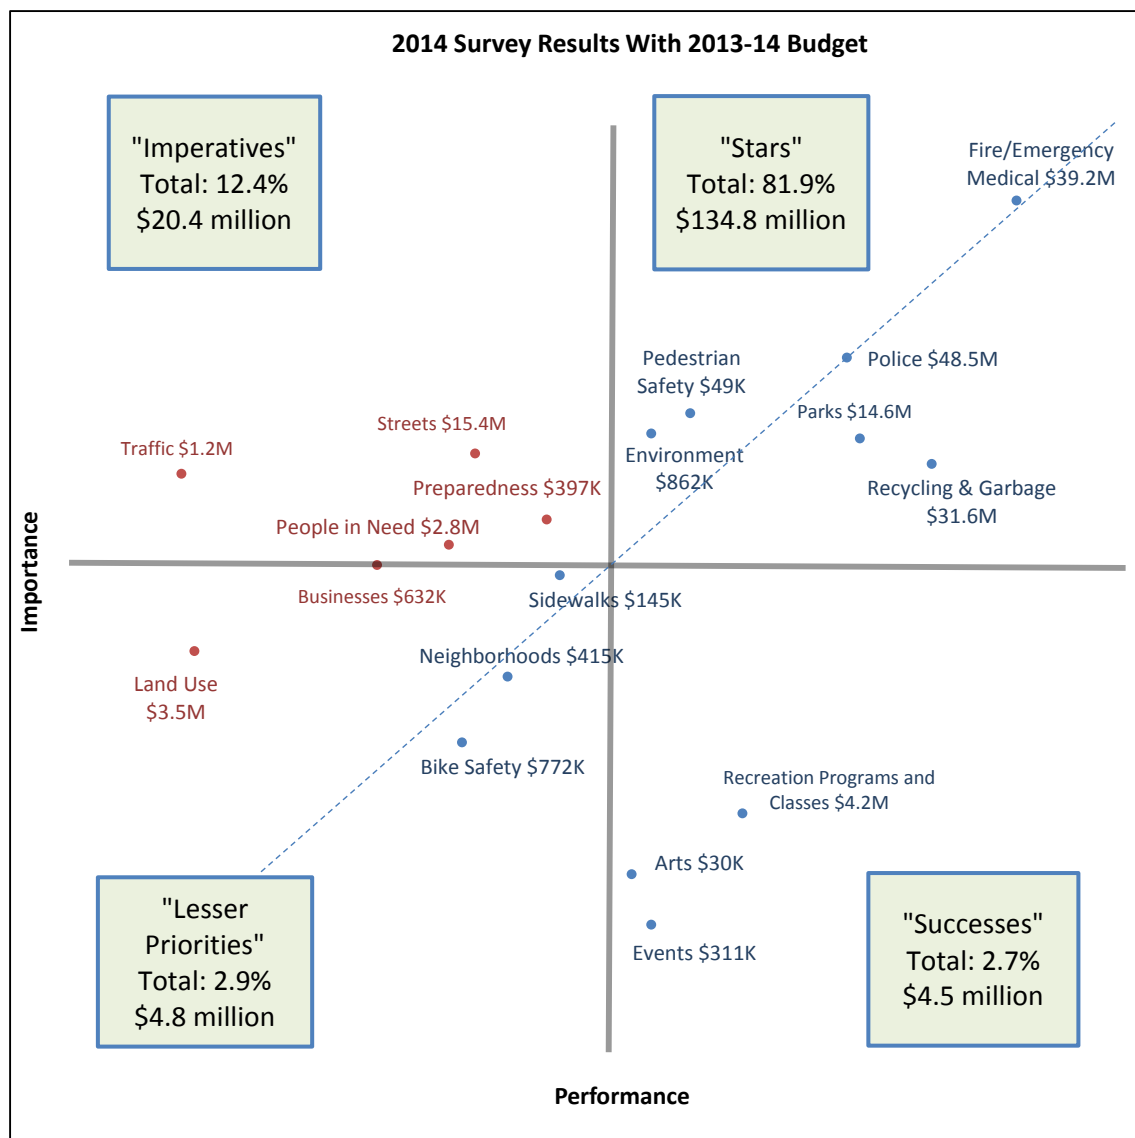 2014 Survey Results With 2013-14 Budget
"Imperatives"
Total: 12.4%
$20.4 million
"Stars"
Total: 81.9%
$134.8 million
Fire/Emergency
Medical $39.2M
Pedestrian
Safety $49K
Police $48.5M
Parks $14.6M
Streets $15.4M
Traffic $1.2M
Environment
$862K
Preparedness $397K
Recycling & Garbage
$31.6M
People in Need $2.8M
Importance
Businesses $632K
Sidewalks $145K
Neighborhoods $415K
Land Use
$3.5M
Bike Safety $772K
Recreation Programs and
Classes $4.2M
Arts $30K
Events $311K
"Lesser
Priorities"
Total: 2.9%
$4.8 million
"Successes"
Total: 2.7%
$4.5 million
Performance